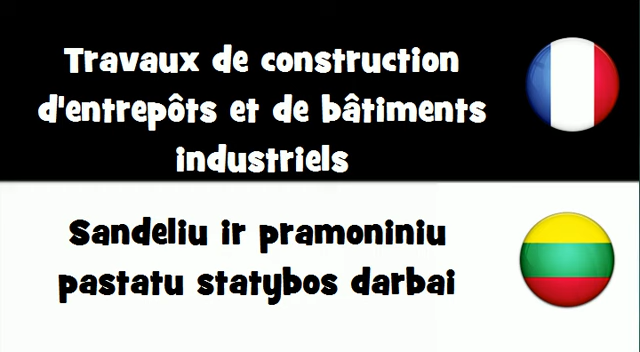 Travaux de construction
d'entrepôts et de bâtiments
industriels
Sandeliu ir pramoniniu
pastatu statybos darbai